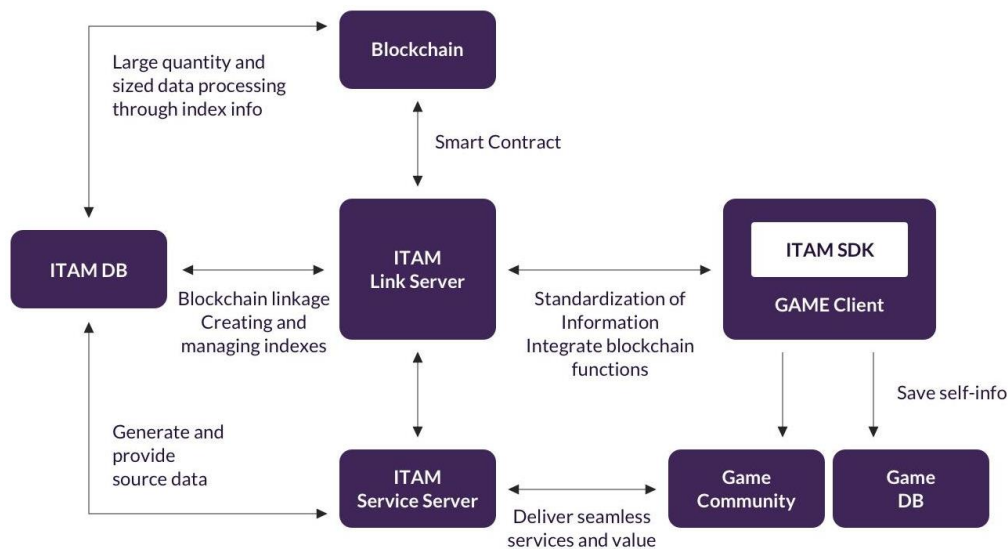 Blockchain
Large quantity and
sized data processing
through index info
Smart Contract
ITAM DB
ITAM
Link Server
ITAM SDK
GAME Client
Blockchain linkage
Creating and
managing indexes
Standardization of
Information
Integrate blockchain
functions
Save self-info
Generate and
provide
source data
ITAM
Service Server
Deliver seamless
services and value
Game
Community
Game
DB